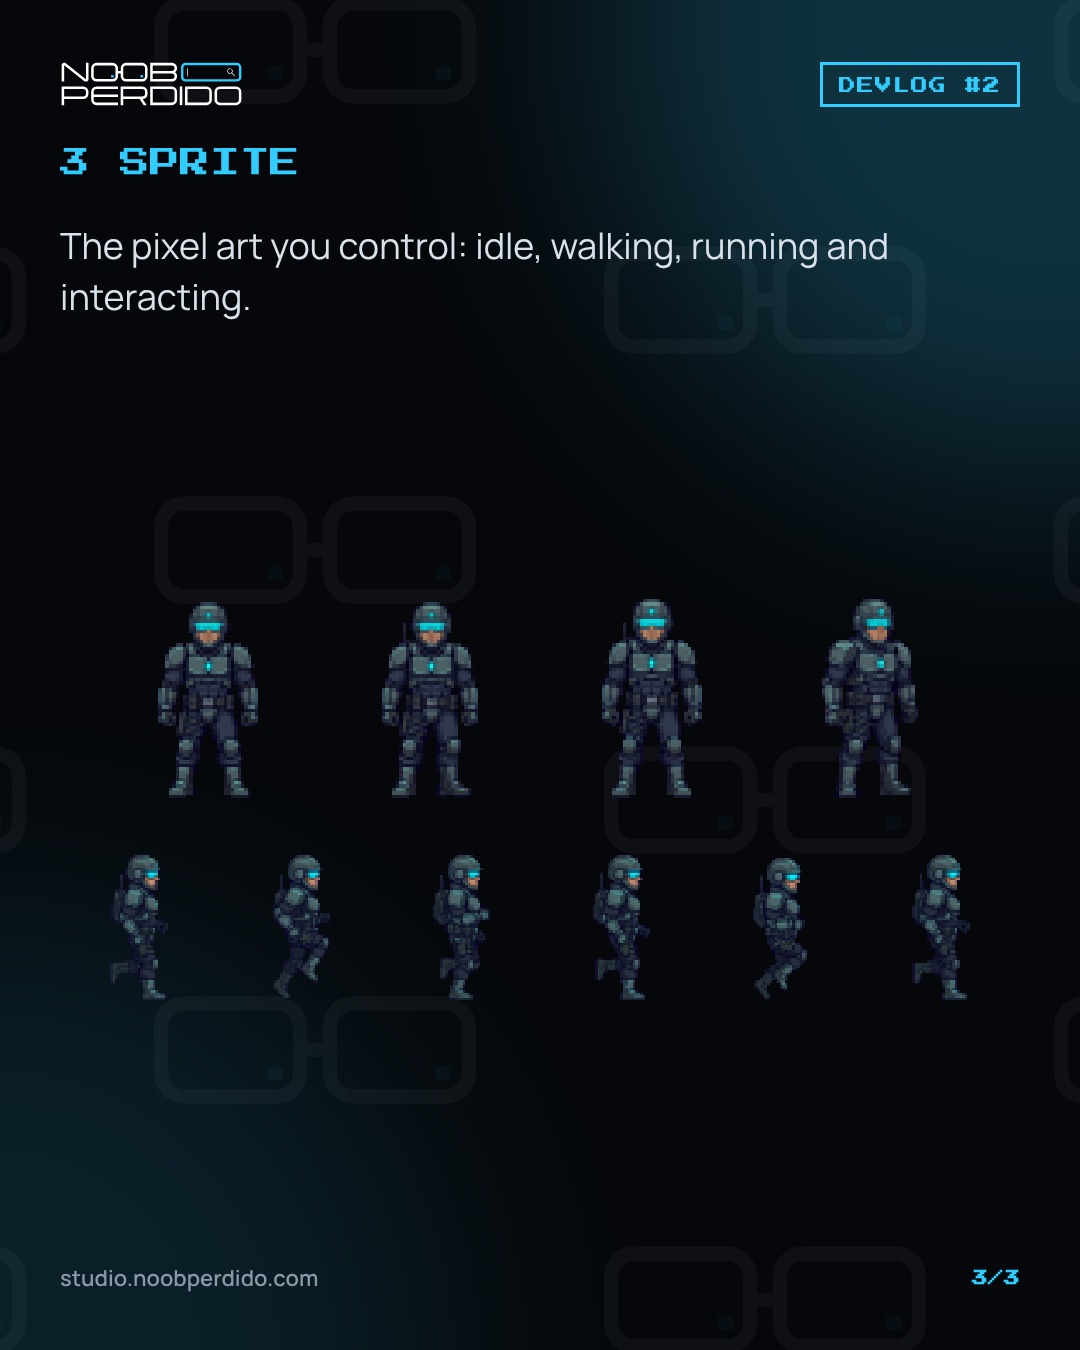 NOOB
PERDIDO
DEVLOG #2
3 SPRITE
The pixel art you control: idle, walking, running and
interacting.
studio.noobperdido.com
3/3